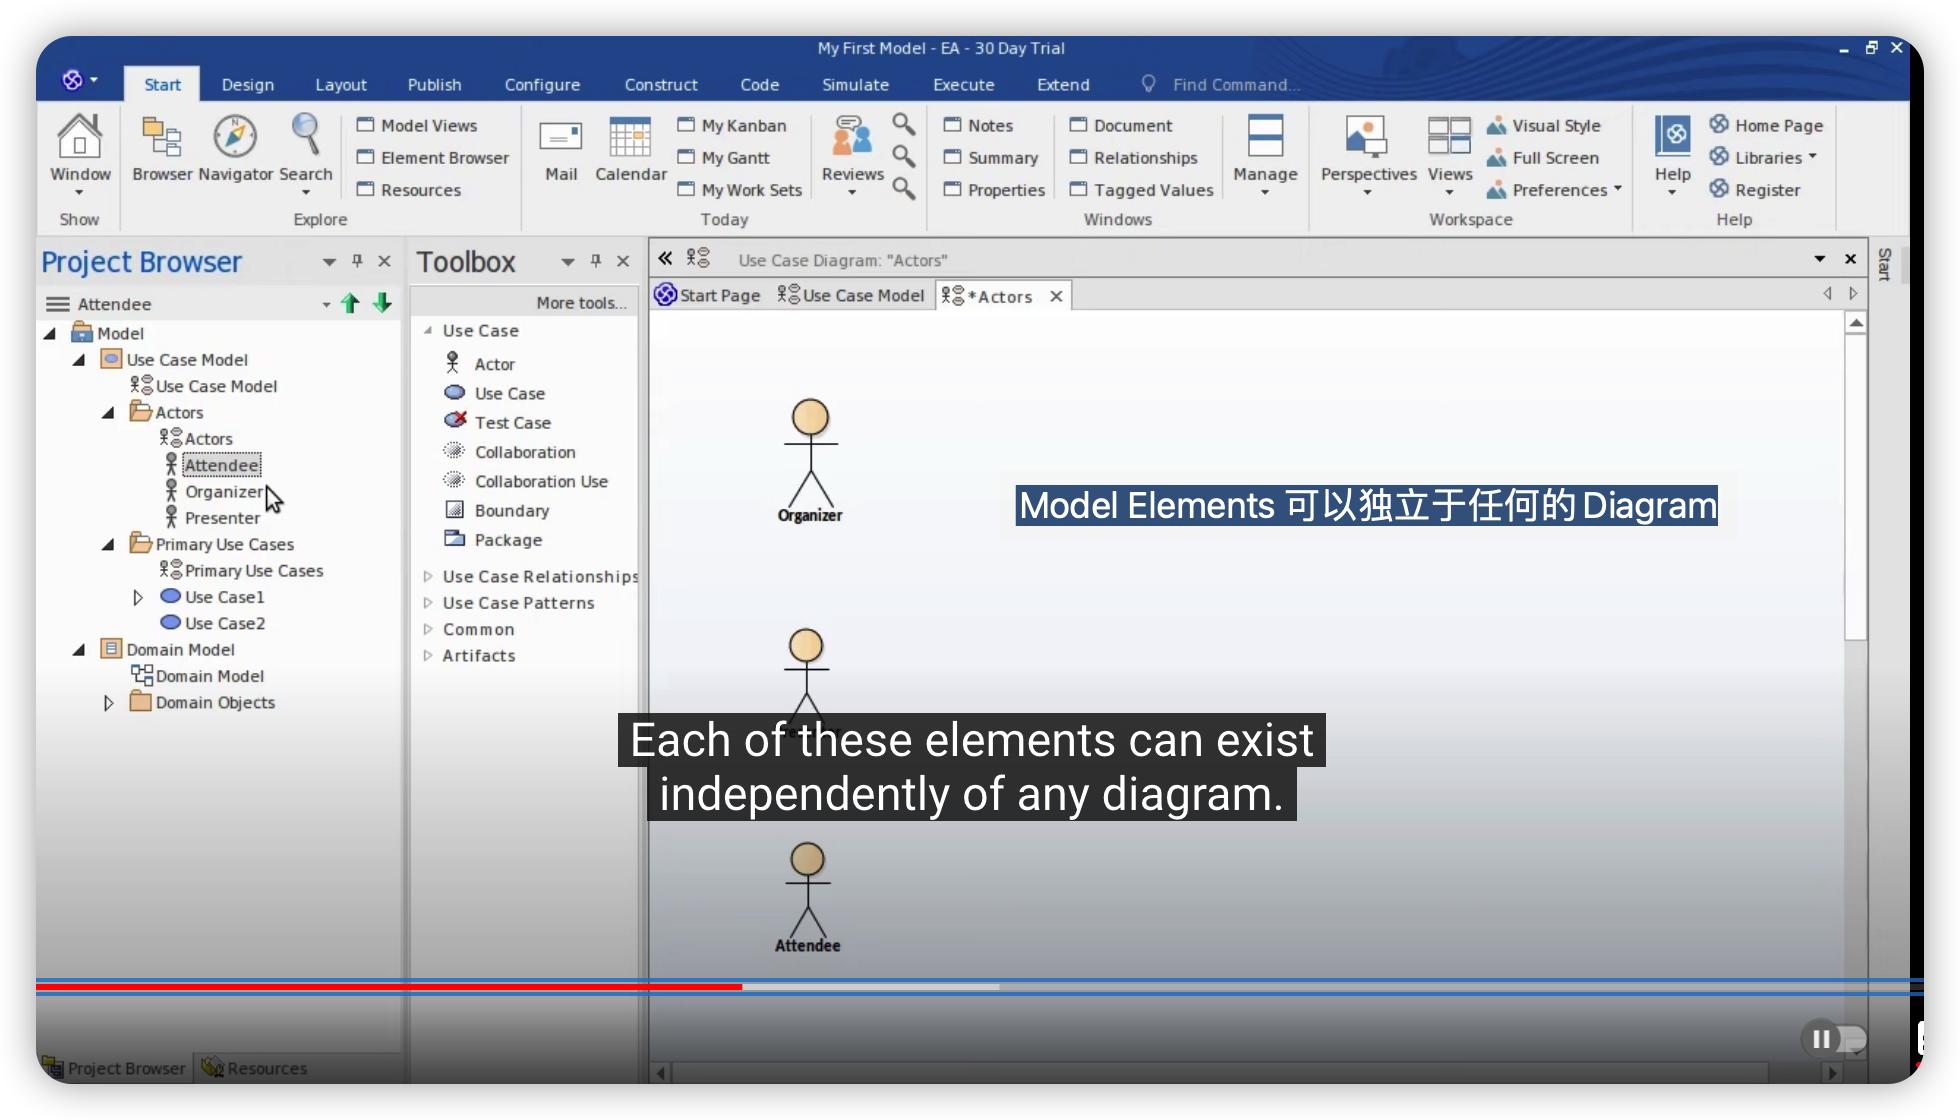 My First Model - EA - 30 Day Trial
Start Design Layout Publish Configure Construct Code Simulate Execute Extend Find Command...
Window
Show
Browser Navigator Search
Model Views
Element Browser
Resources
Explore
Mail Calendar
My Kanban
My Gantt
My Work Sets
Reviews
Today
Notes
Summary
Properties
Document
Relationships
Tagged Values
Manage
Windows
Perspectives Views
Visual Style
Full Screen
Preferences
Workspace
Help
Home Page
Libraries
Register
Help
Project Browser
Attendee
Model
Use Case Model
Use Case Model
Actors
Actors
Attendee
Organizer
Presenter
Primary Use Cases
Primary Use Cases
Use Case1
Use Case2
Domain Model
Domain Model
Domain Objects
Project Browser Resources
Toolbox
More tools...
Use Case
Actor
Use Case
Test Case
Collaboration
Collaboration Use
Boundary
Package
Use Case Relationships
Use Case Patterns
Common
Artifacts
Use Case Diagram: "Actors"
Start Page Use Case Model *Actors
Start
Organizer
Model Elements 可以独立于任何的 Diagram
Each of these elements can exist
independently of any diagram.
Attendee